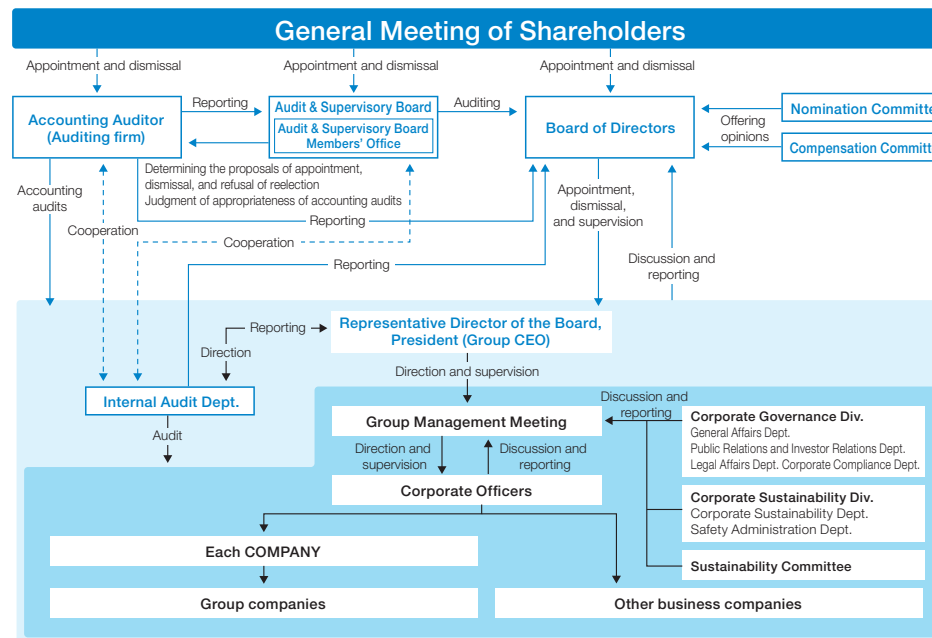 General Meeting of Shareholders
Appointment and dismissal
Appointment and dismissal
Appointment and dismissal
Accounting Auditor
(Auditing firm)
Reporting
Audit & Supervisory Board
Audit & Supervisory Board
Members' Office
Auditing
Board of Directors
Nomination Committe
Offering
opinions
Compensation Committ
Accounting
audits
Determining the proposals of appointment,
dismissal, and refusal of reelection
Judgment of appropriateness of accounting audits
Appointment,
dismissal,
and supervision
Cooperation
Reporting
Cooperation
Reporting
Discussion and
reporting
Representative Director of the Board,
President (Group CEO)
Reporting
Direction
Direction and supervision
Internal Audit Dept.
Audit
Group Management Meeting
Discussion and
reporting
Corporate Governance Div.
General Affairs Dept.
Public Relations and Investor Relations Dept.
Legal Affairs Dept. Corporate Compliance Dept.
Direction and
supervision
Discussion and
reporting
Corporate Officers
Corporate Sustainability Div.
Corporate Sustainability Dept.
Safety Administration Dept.
Each COMPANY
Sustainability Committee
Group companies
Other business companies